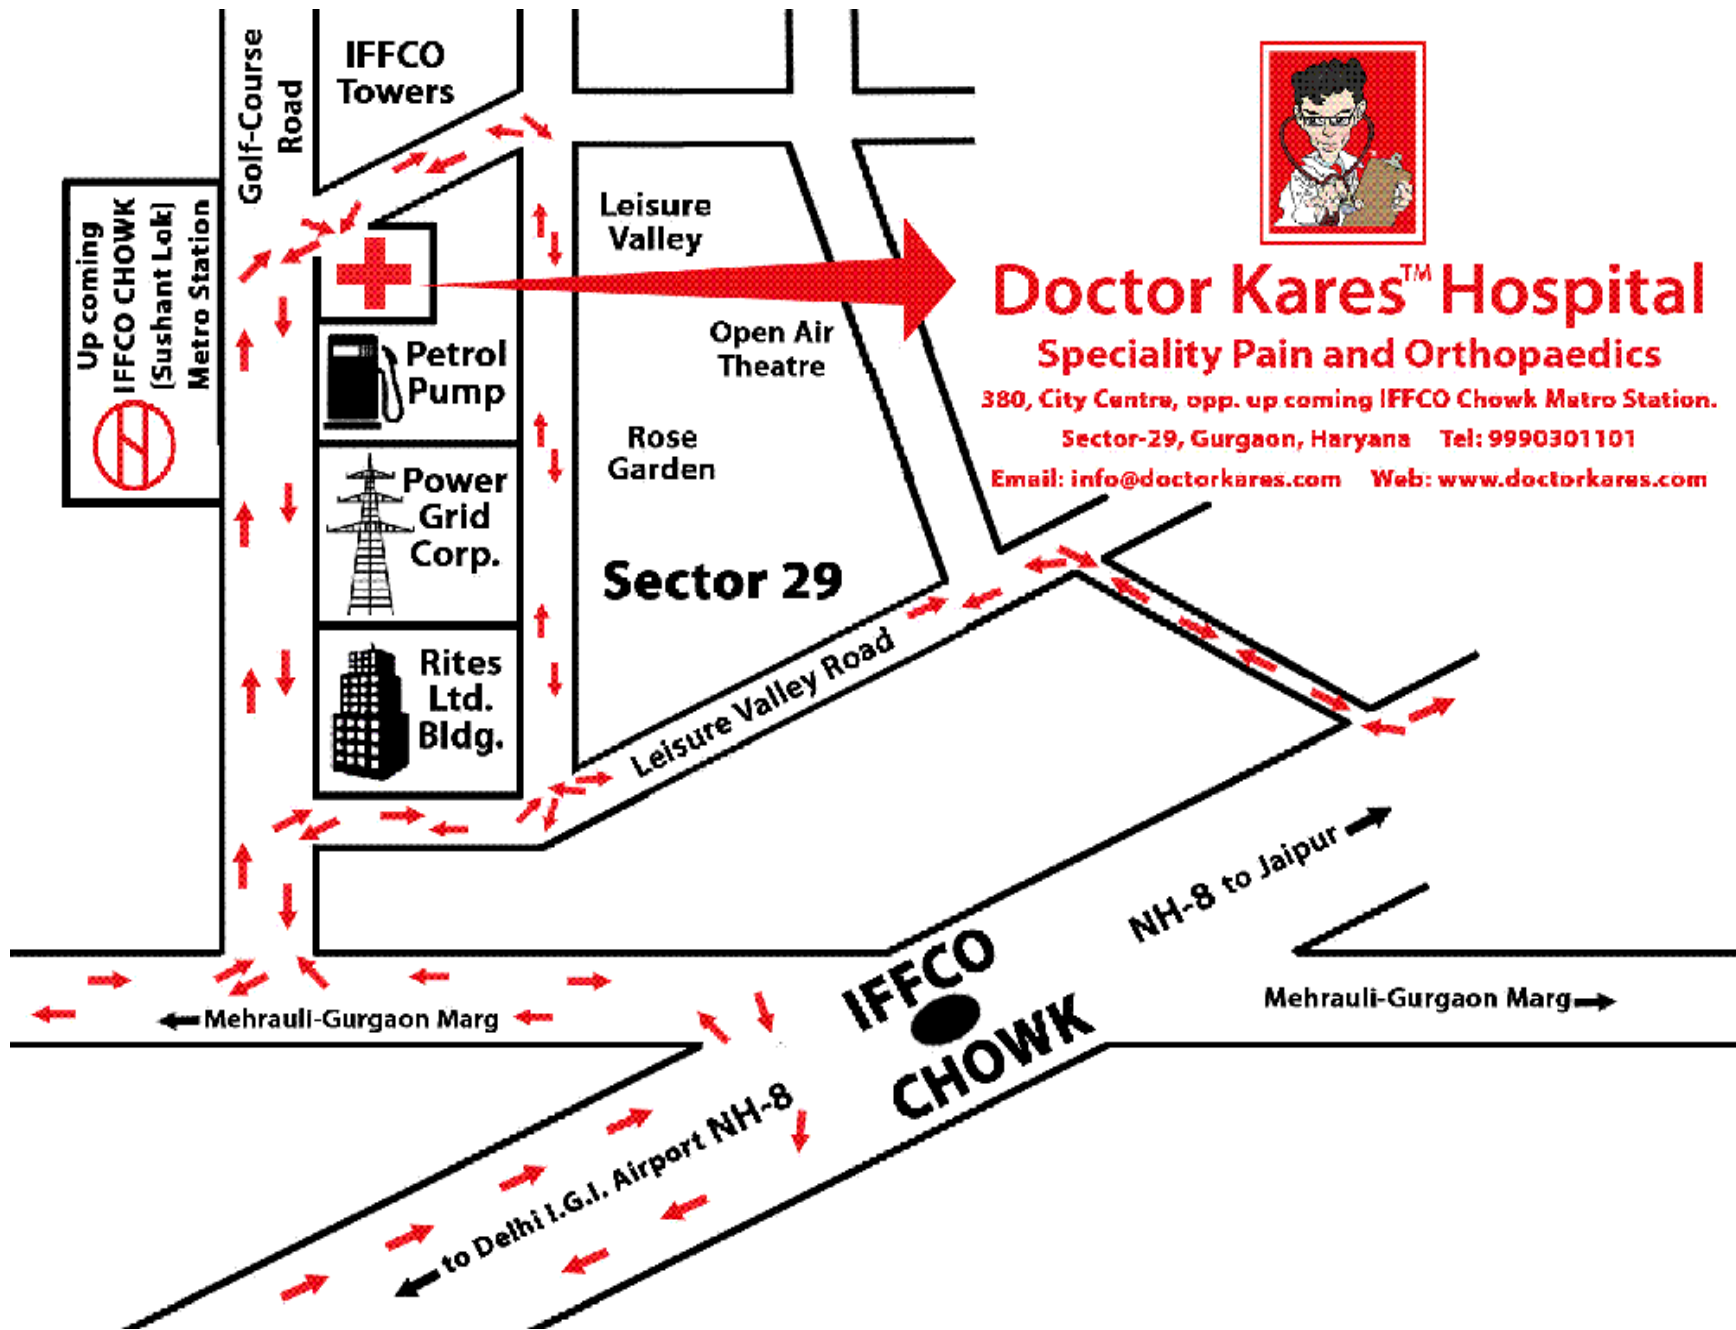 Golf-Course
Road
IFFCO
Towers
Up coming
IFFCO CHOWK
(Sushant Lok)
Metro Station
Leisure
Valley
Open Air
Theatre
Rose
Garden
Sector 29
Petrol
Pump
Power
Grid
Corp.
Rites
Ltd.
Bldg.
Doctor Kares™ Hospital
Speciality Pain and Orthopaedics
380, City Centre, opp. up coming IFFCO Chowk Metro Station.
Sector-29, Gurgaon, Haryana Tel: 9990301101
Email: info@doctorkares.com Web: www.doctorkares.com
Leisure Valley Road
NH-8 to Jaipur
IFFCO
CHOWK
Mehrauli-Gurgaon Marg
Mehrauli-Gurgaon Marg
to Delhi I.G.I. Airport NH-8